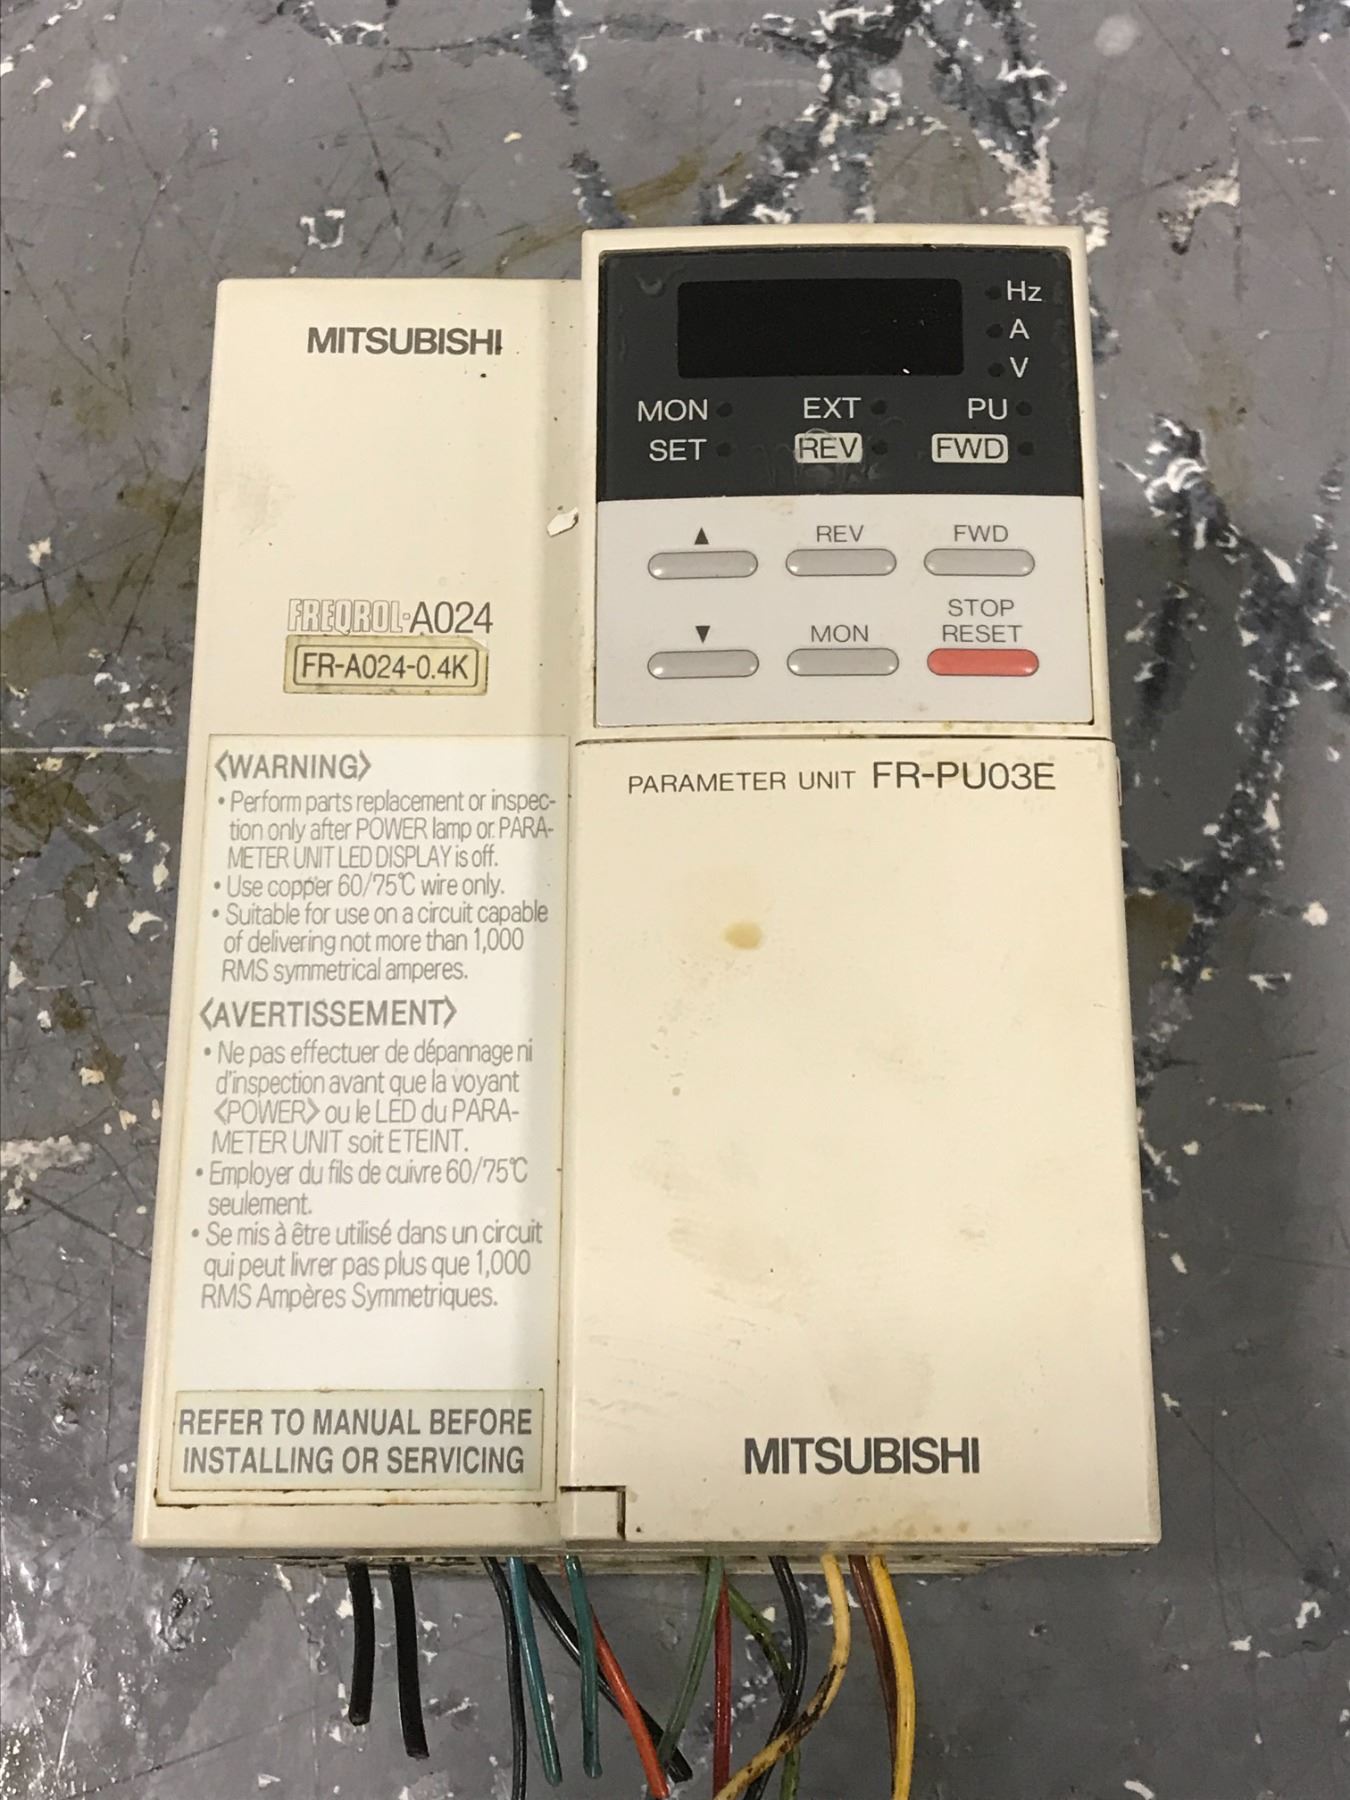 MITSUBISHI
FREQROL-A024
FR-A024-0.4K
<WARNING>
• Perform parts replacement or inspec-
tion only after POWER lamp or PARA-
METER UNIT LED DISPLAY is off.
• Use copper 60/75℃ wire only.
• Suitable for use on a circuit capable
of delivering not more than 1,000
RMS symmetrical amperes.
<AVERTISSEMENT>
• Ne pas effectuer de dépannage ni
d'inspection avant que la voyant
<POWER> ou le LED du PARA-
METER UNIT soit ETEINT.
• Employer du fils de cuivre 60/75℃
seulement.
• Se mis à être utilisé dans un circuit
qui peut livrer pas plus que 1,000
RMS Ampères Symmetriques.
REFER TO MANUAL BEFORE
INSTALLING OR SERVICING
Hz
A
V
MON EXT PU
SET REV FWD
▲ REV FWD
STOP
▼ MON RESET
PARAMETER UNIT FR-PU03E
MITSUBISHI